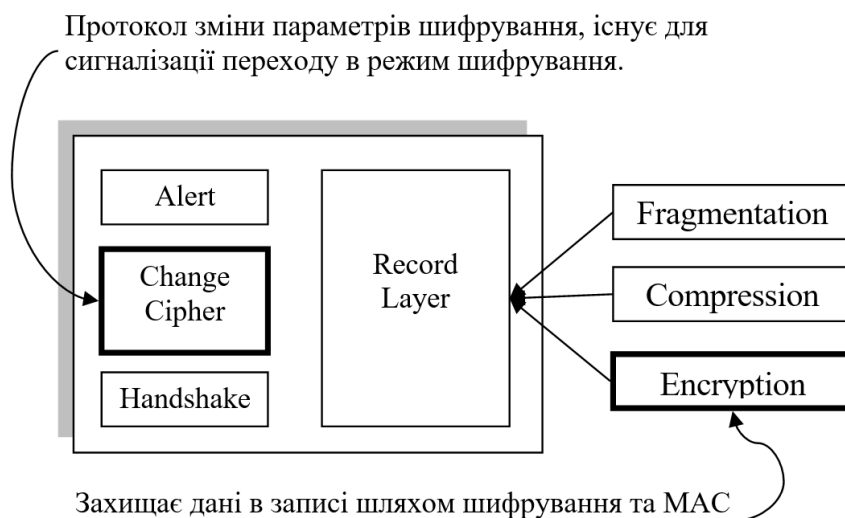 Протокол зміни параметрів шифрування, існує для
сигналізації переходу в режим шифрування.
Alert
Change
Cipher
Handshake
Record
Layer
Fragmentation
Compression
Encryption
Захищає дані в записі шляхом шифрування та MAC